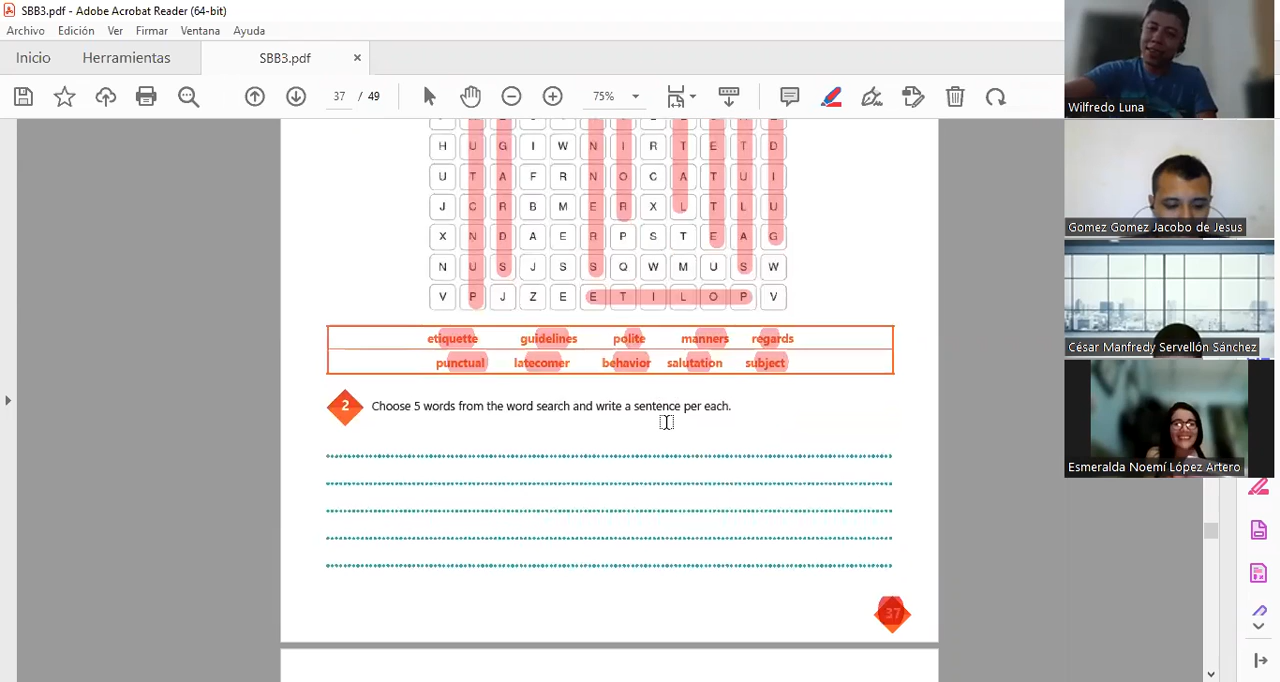 SBB3.pdf - Adobe Acrobat Reader (64-bit)
Archivo Edición Ver Firmar Ventana Ayuda
Inicio Herramientas SBB3.pdf ×
37 / 49 75%
H U G I W N I R T E T D
U T A F R N O C A T U I
J C R B M E R X L T L U
X N D A E R P S T E A G
N U S J S S Q W M U S W
V P J Z E E T I L O P V
etiquette guidelines polite manners regards
punctual latecomer behavior salutation subject
2 Choose 5 words from the word search and write a sentence per each.
37
Wilfredo Luna
Gomez Gomez Jacobo de Jesus
César Manfredy Servellón Sánchez
Esmeralda Noemí López Artero